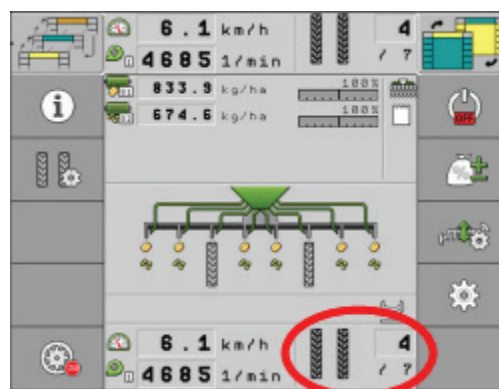 6.1 km/h 4
4685 1/min / 7
833.9 kg/ha 100%
674.6 kg/ha 100%
OFF
%
6.1 km/h 4
4685 1/min / 7